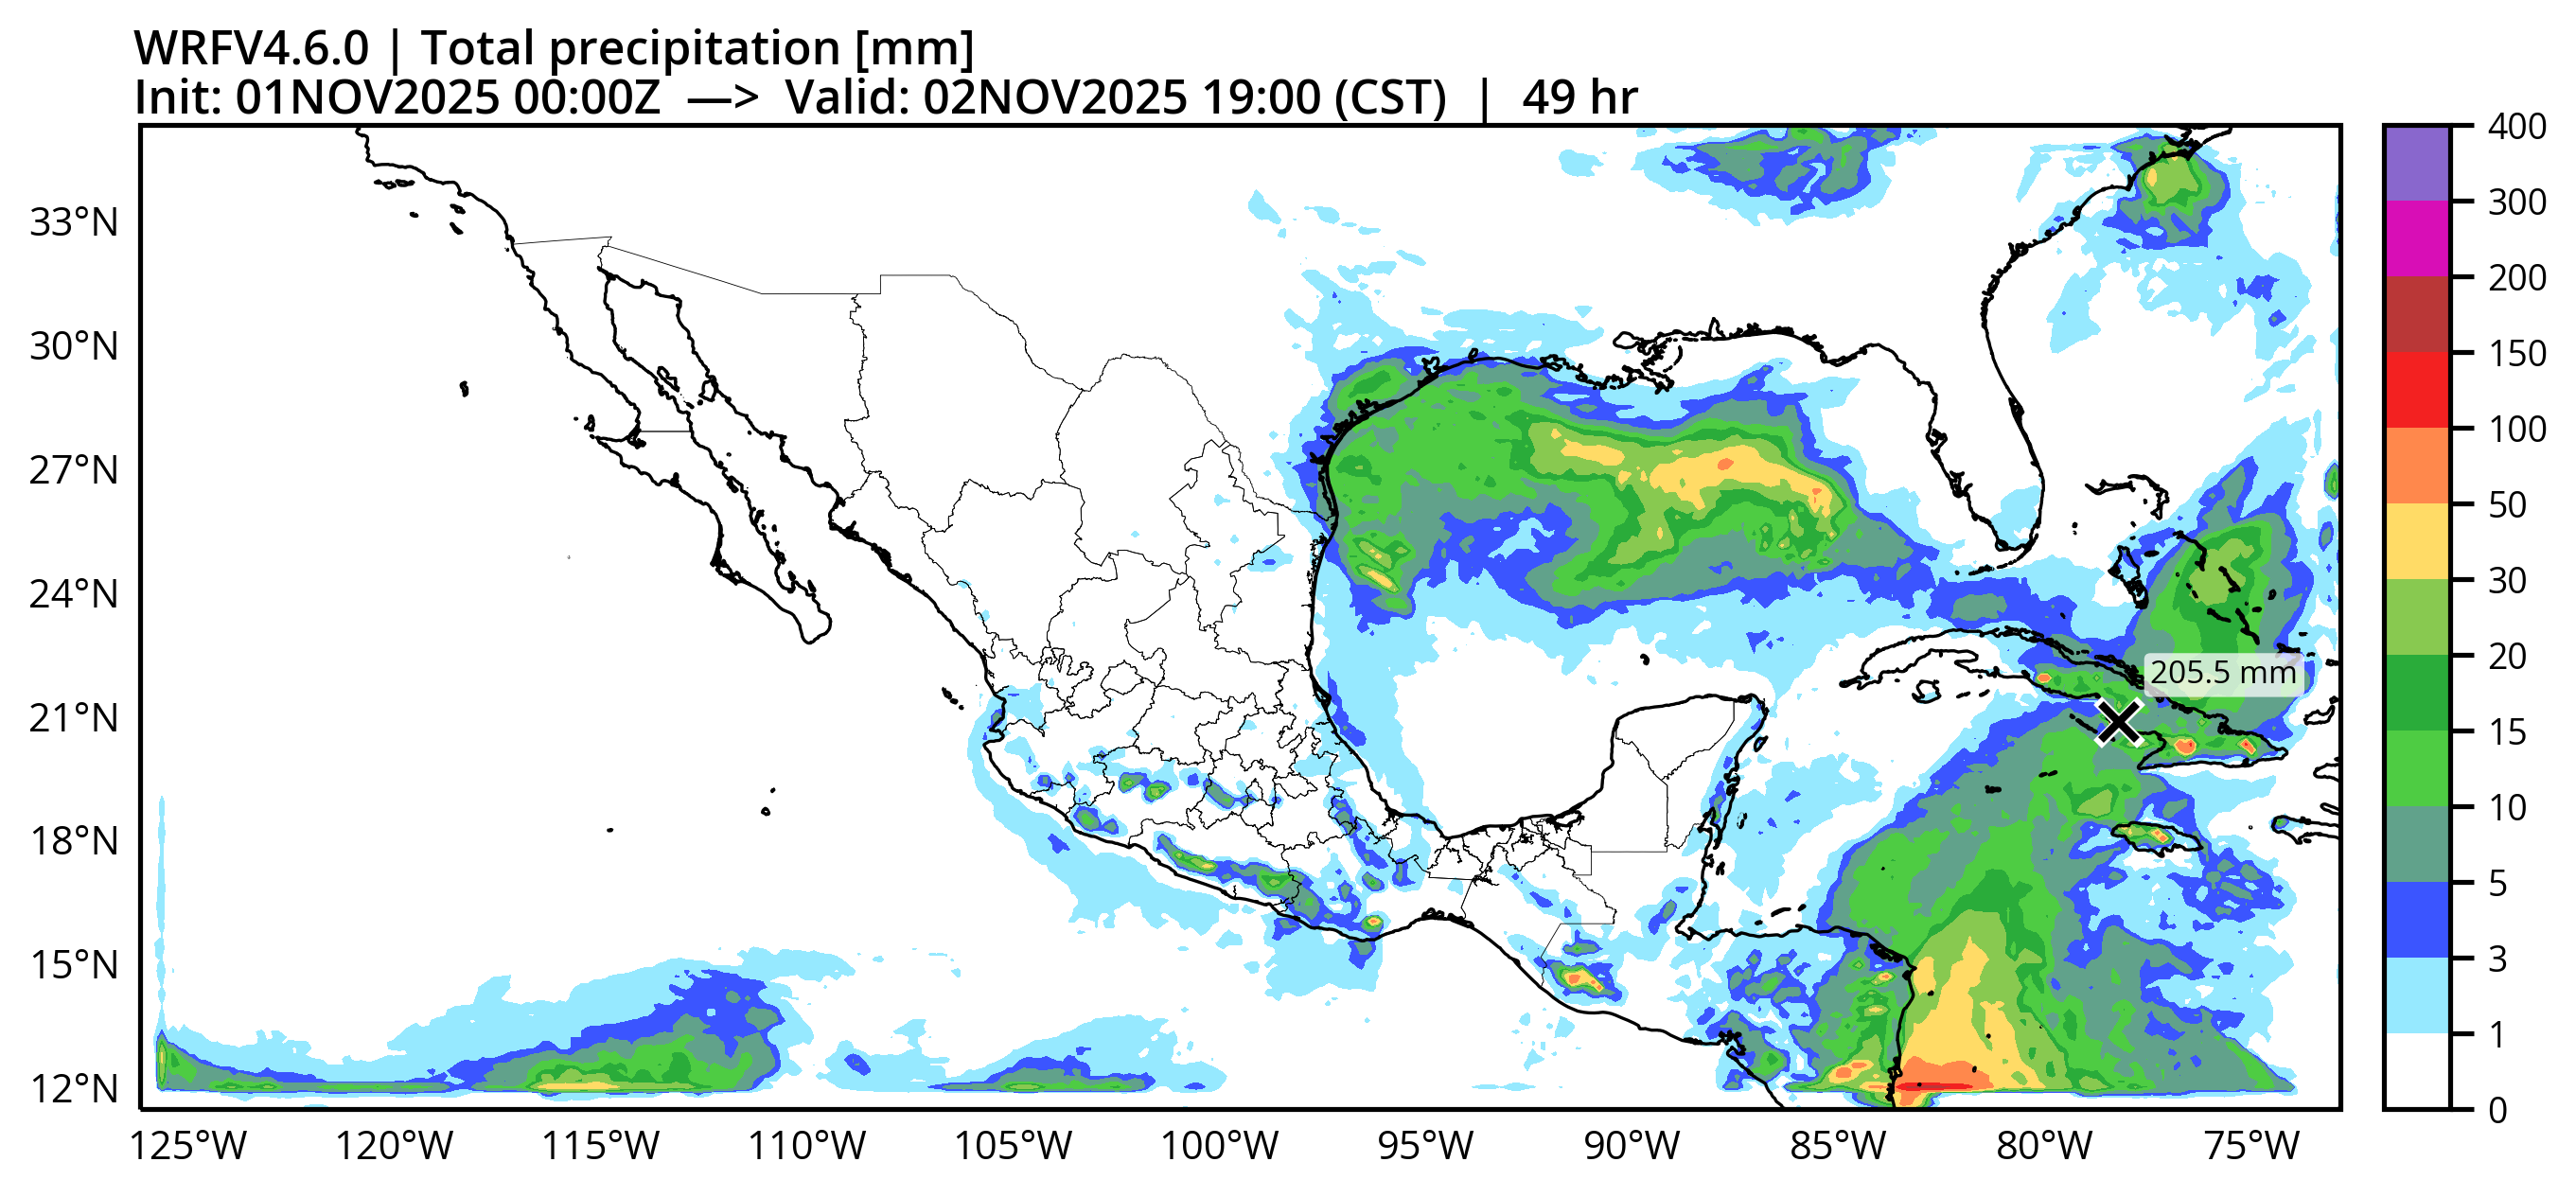 WRFV4.6.0 | Total precipitation [mm]
Init: 01NOV2025 00:00Z —> Valid: 02NOV2025 19:00 (CST) | 49 hr
33°N
30°N
27°N
24°N
21°N
18°N
15°N
12°N
205.5 mm
125°W 120°W 115°W 110°W 105°W 100°W 95°W 90°W 85°W 80°W 75°W
400
300
200
150
100
50
30
20
15
10
5
3
1
0